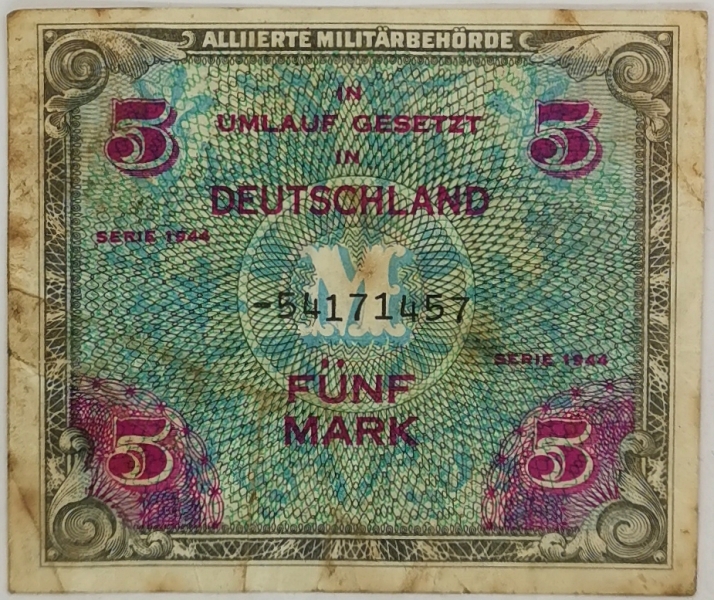 ALLIIERTE MILITÄRBEHÖRDE
5 IN 5
UMLAUF GESETZT
IN
DEUTSCHLAND
SERIE 1944
M
-54171457
SERIE 1944
FÜNF
MARK
5 5